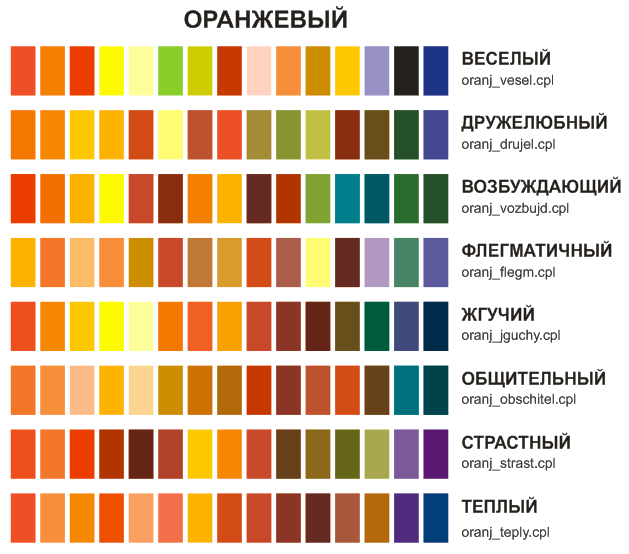 ОРАНЖЕВЫЙ
ВЕСЕЛЫЙ
oranj_vesel.cpl
ДРУЖЕЛЮБНЫЙ
oranj_drujel.cpl
ВОЗБУЖДАЮЩИЙ
oranj_vozbujd.cpl
ФЛЕГМАТИЧНЫЙ
oranj_flegm.cpl
ЖГУЧИЙ
oranj_jguchy.cpl
ОБЩИТЕЛЬНЫЙ
oranj_obschitel.cpl
СТРАСТНЫЙ
oranj_strast.cpl
ТЕПЛЫЙ
oranj_teply.cpl